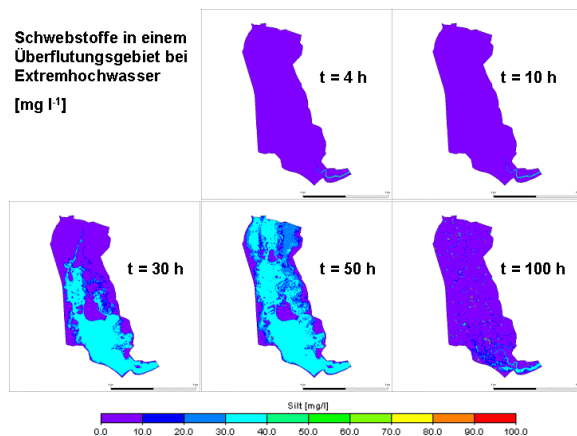 Schwebstoffe in einem
Überflutungsgebiet bei
Extremhochwasser
[mg l-1]
t = 4 h
t = 10 h
t = 30 h
t = 50 h
t = 100 h
Silt [mg/l]
0.0 10.0 20.0 30.0 40.0 50.0 60.0 70.0 80.0 90.0 100.0